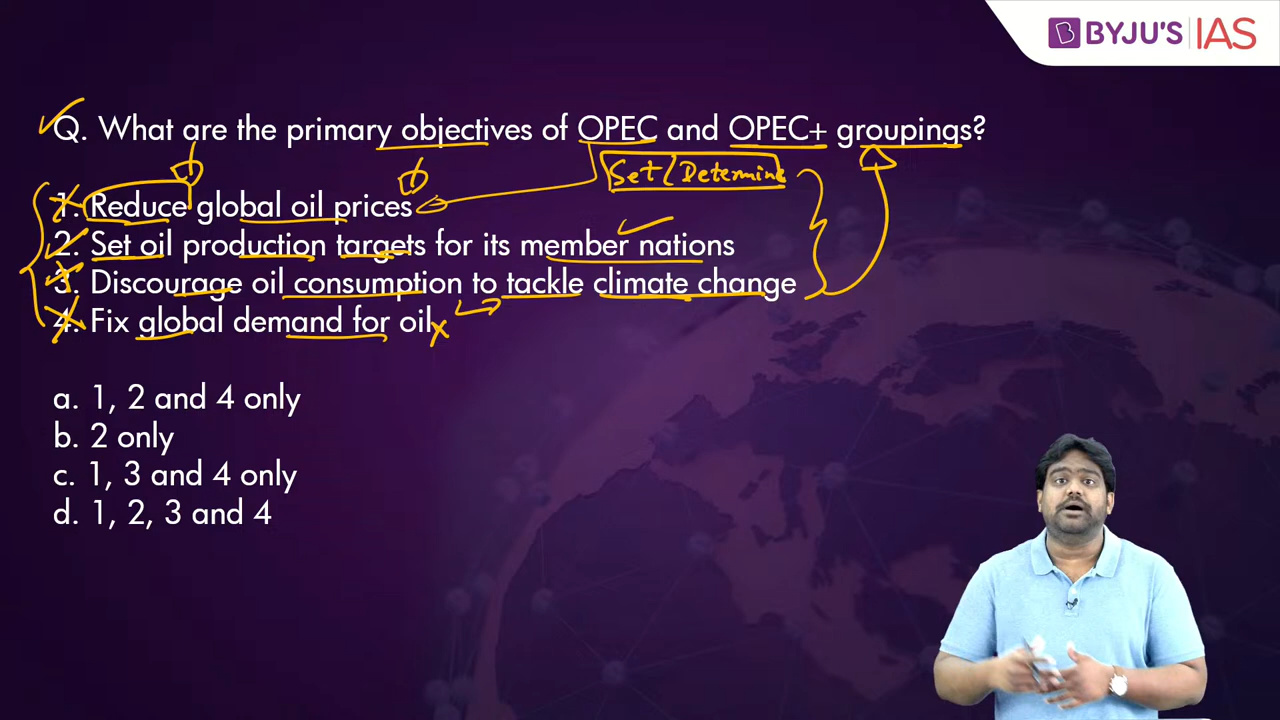 BYJU'S IAS
Q. What are the primary objectives of OPEC and OPEC+ groupings?
Set/Determine
1. Reduce global oil prices
2. Set oil production targets for its member nations
3. Discourage oil consumption to tackle climate change
4. Fix global demand for oil
a. 1, 2 and 4 only
b. 2 only
c. 1, 3 and 4 only
d. 1, 2, 3 and 4